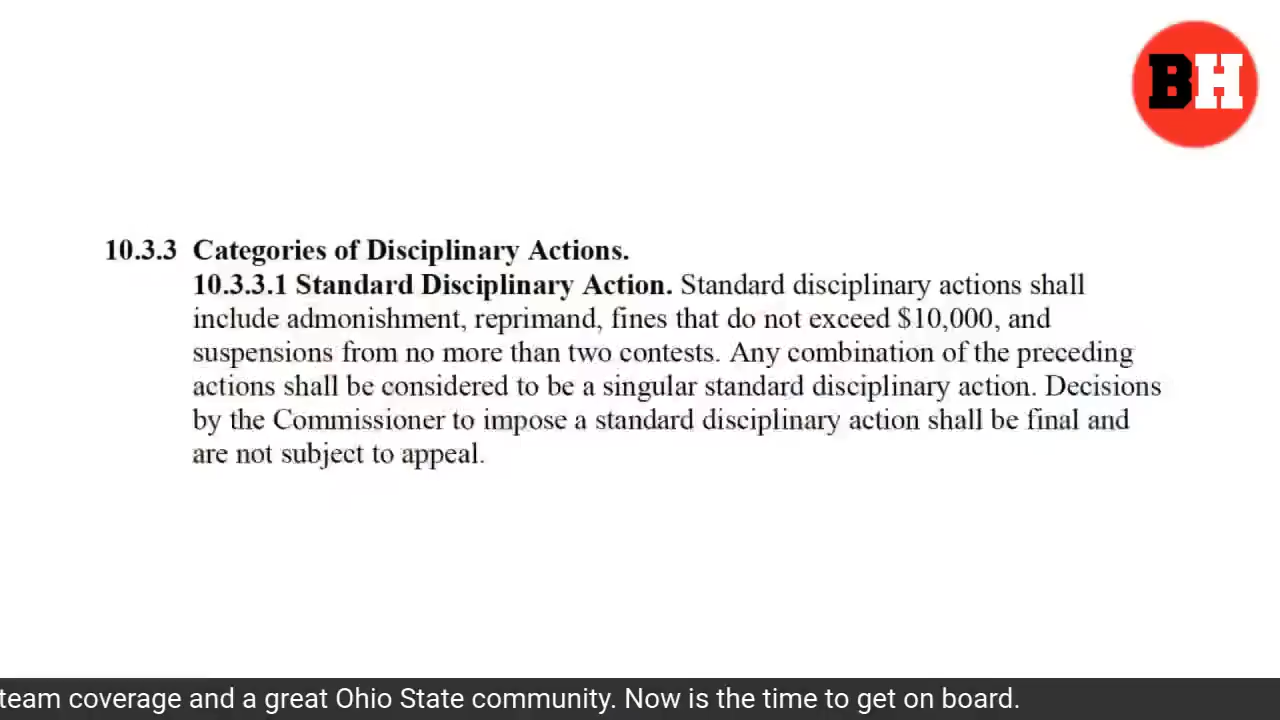 BH
10.3.3 Categories of Disciplinary Actions.
10.3.3.1 Standard Disciplinary Action. Standard disciplinary actions shall
include admonishment, reprimand, fines that do not exceed $10,000, and
suspensions from no more than two contests. Any combination of the preceding
actions shall be considered to be a singular standard disciplinary action. Decisions
by the Commissioner to impose a standard disciplinary action shall be final and
are not subject to appeal.
team coverage and a great Ohio State community. Now is the time to get on board.